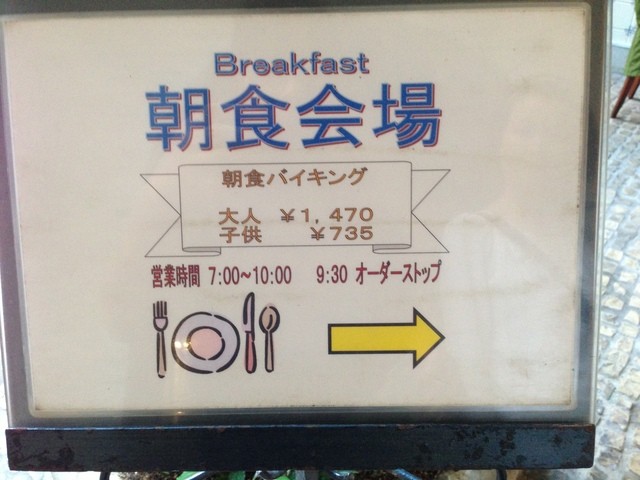 Breakfast
朝食会場
朝食バイキング
大人 ￥1,470
子供 ￥735
営業時間 7:00〜10:00 9:30 オーダーストップ